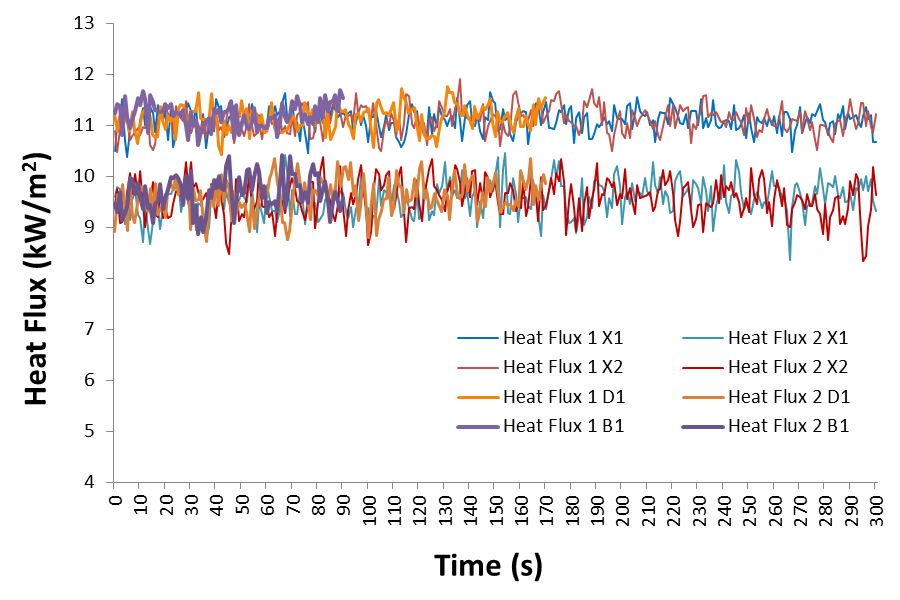 13
12
11
10
9
8
7
6
5
4
Heat Flux (kW/m²)
Heat Flux 1 X1 Heat Flux 2 X1
Heat Flux 1 X2 Heat Flux 2 X2
Heat Flux 1 D1 Heat Flux 2 D1
Heat Flux 1 B1 Heat Flux 2 B1
0 10 20 30 40 50 60 70 80 90 100 110 120 130 140 150 160 170 180 190 200 210 220 230 240 250 260 270 280 290 300
Time (s)